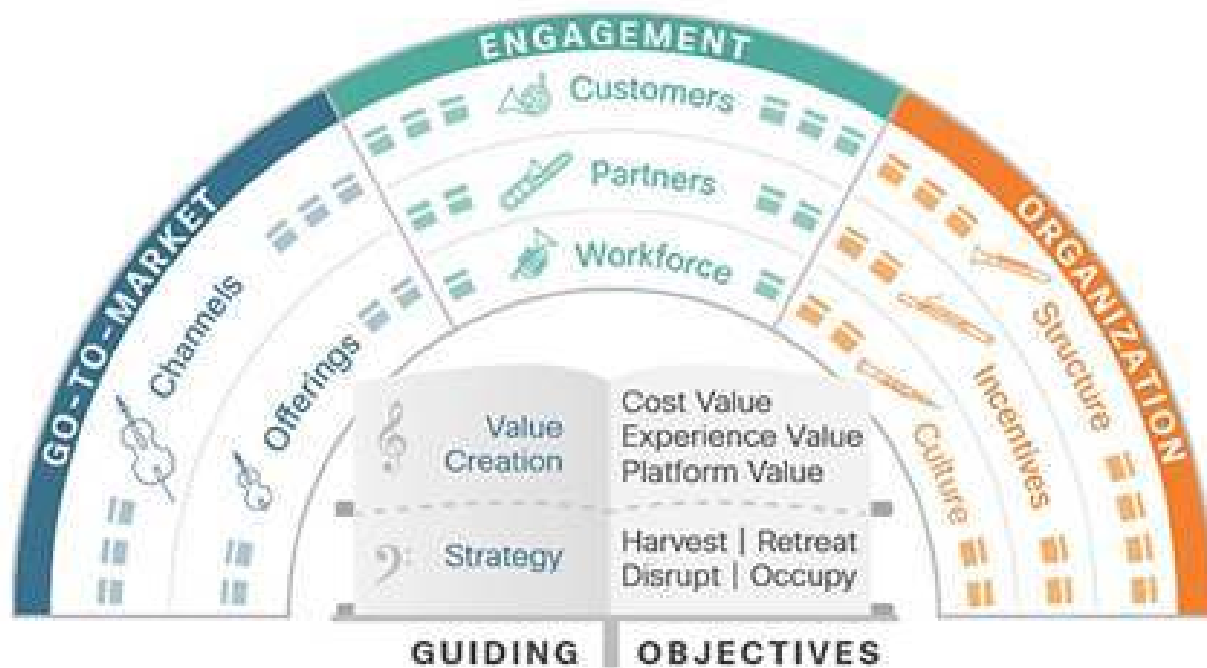 ENGAGEMENT
Customers
Partners
Workforce
GO-TO-MARKET
Channels
Offerings
ORGANIZATION
Structure
Incentives
Culture
Value
Creation
Cost Value
Experience Value
Platform Value
Strategy
Harvest | Retreat
Disrupt | Occupy
GUIDING OBJECTIVES